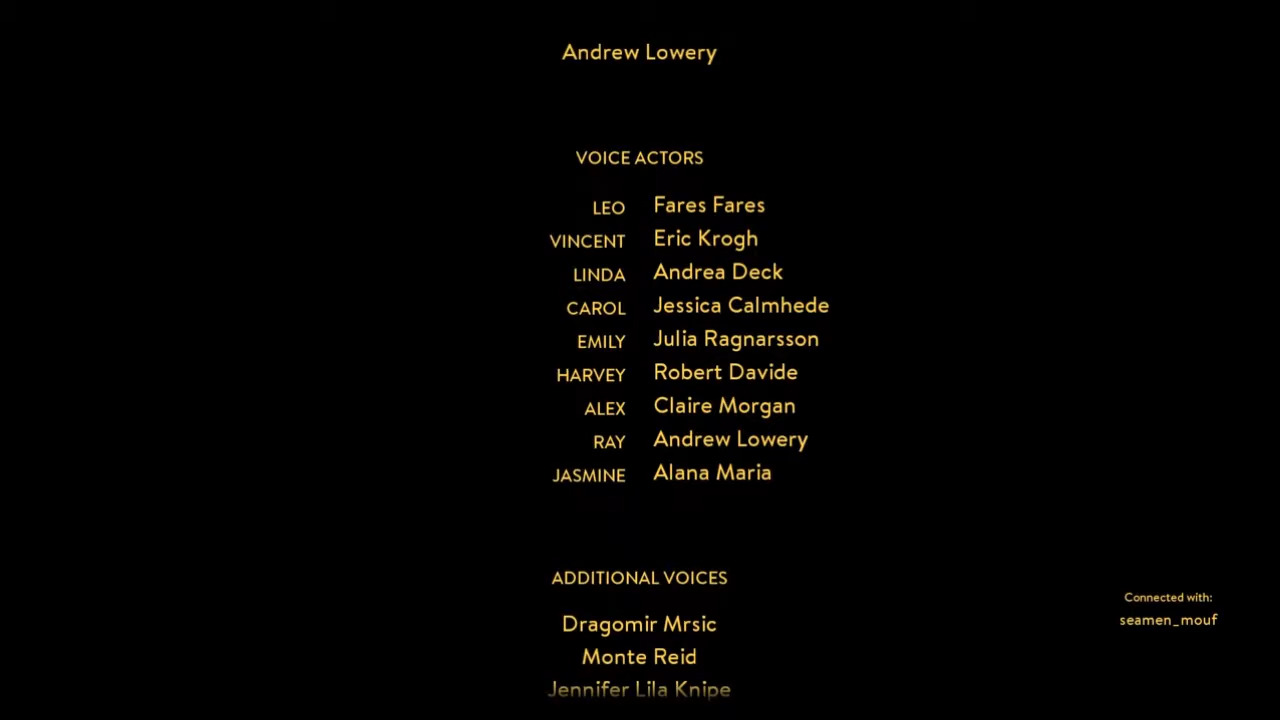 Andrew Lowery
VOICE ACTORS
LEO Fares Fares
VINCENT Eric Krogh
LINDA Andrea Deck
CAROL Jessica Calmhede
EMILY Julia Ragnarsson
HARVEY Robert Davide
ALEX Claire Morgan
RAY Andrew Lowery
JASMINE Alana Maria
ADDITIONAL VOICES
Dragomir Mrsic
Monte Reid
Jennifer Lila Knipe
Connected with:
seamen_mouf